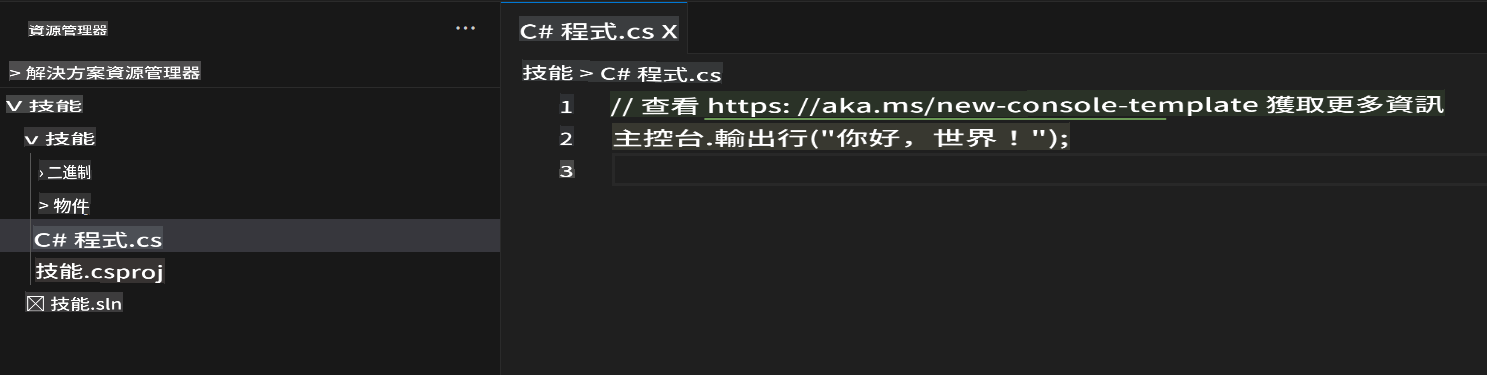 資源管理器
···
> 解決方案資源管理器
v 技能
v 技能
› 二進制
> 物件
C# 程式.cs
技能.csproj
技能.sln
C# 程式.cs X
技能 > C# 程式.cs
1 // 查看 https: //aka.ms/new-console-template 獲取更多資訊
2 主控台.輸出行("你好，世界！");
3